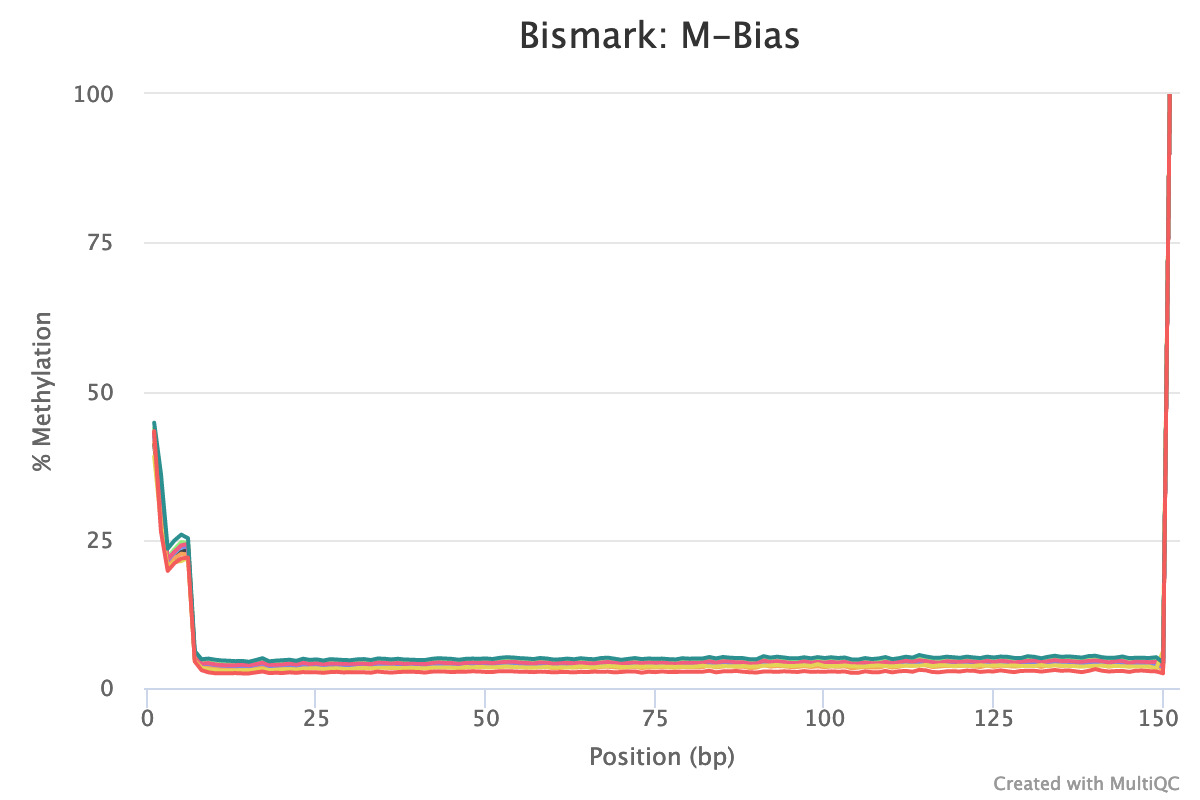 Bismark: M-Bias
100
75
50
25
0
% Methylation
0 25 50 75 100 125 150
Position (bp)
Created with MultiQC